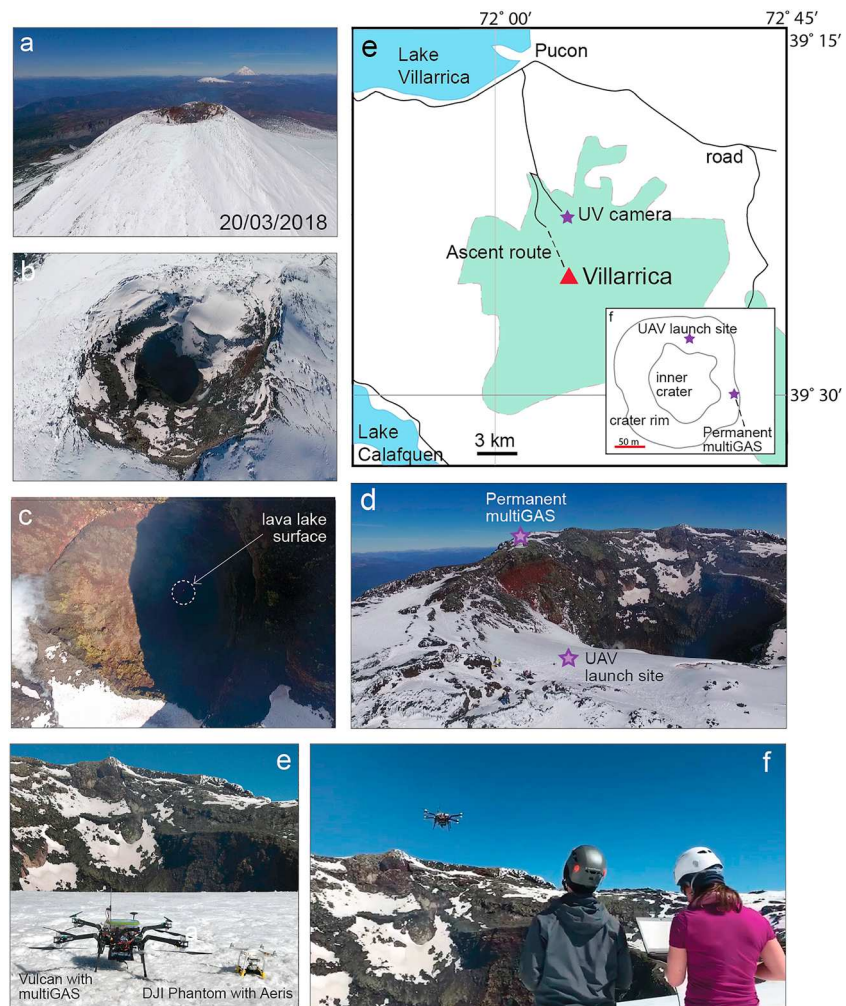 a
20/03/2018
b
c
lava lake
surface
e
72° 00'
72° 45'
39° 15'
Lake
Villarrica
Pucon
road
UV camera
Ascent route
Villarrica
f
UAV launch site
inner
crater
crater rim
50 m
Permanent
multiGAS
39° 30'
Lake
Calafquen
3 km
d
Permanent
multiGAS
UAV
launch site
e
Vulcan with
multiGAS
DJI Phantom with Aeris
f